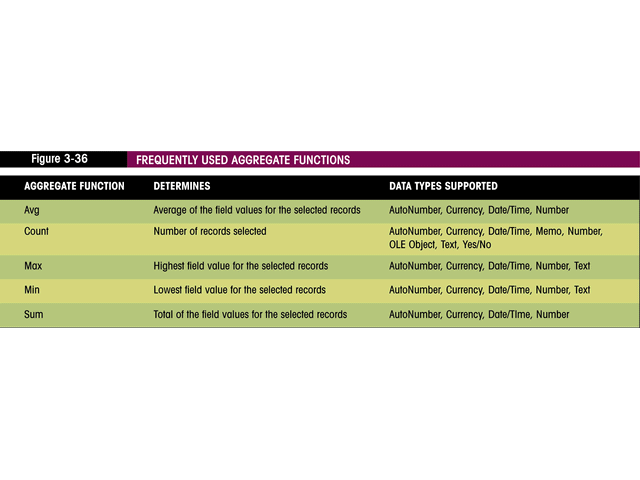 Figure 3-36 FREQUENTLY USED AGGREGATE FUNCTIONS
AGGREGATE FUNCTION DETERMINES DATA TYPES SUPPORTED
Avg Average of the field values for the selected records AutoNumber, Currency, Date/Time, Number
Count Number of records selected AutoNumber, Currency, Date/Time, Memo, Number,
OLE Object, Text, Yes/No
Max Highest field value for the selected records AutoNumber, Currency, Date/Time, Number, Text
Min Lowest field value for the selected records AutoNumber, Currency, Date/Time, Number, Text
Sum Total of the field values for the selected records AutoNumber, Currency, Date/TIme, Number